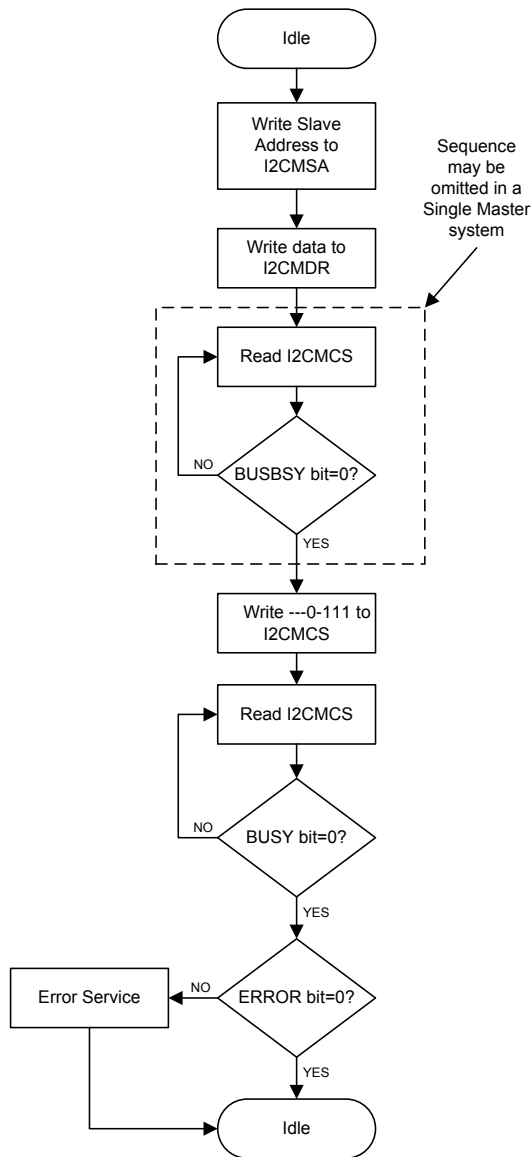 Idle
Write Slave
Address to
I2CMSA
Sequence
may be
omitted in a
Single Master
system
Write data to
I2CMDR
Read I2CMCS
NO
BUSBSY bit=0?
YES
Write ---0-111 to
I2CMCS
Read I2CMCS
NO
BUSY bit=0?
YES
Error Service
NO
ERROR bit=0?
YES
Idle